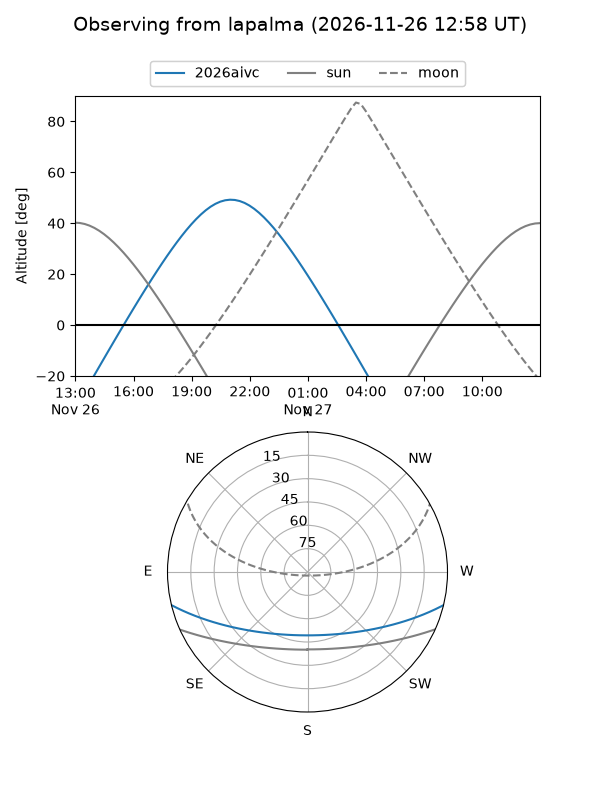 Observing from lapalma (2026-11-26 12:58 UT)
2026aivc sun moon
Altitude [deg]
80
60
40
20
0
−20
13:00 16:00 19:00 22:00 01:00 04:00 07:00 10:00
Nov 26 Nov 27
N
NE NW
15
30
45
60
75
E W
SE SW
S